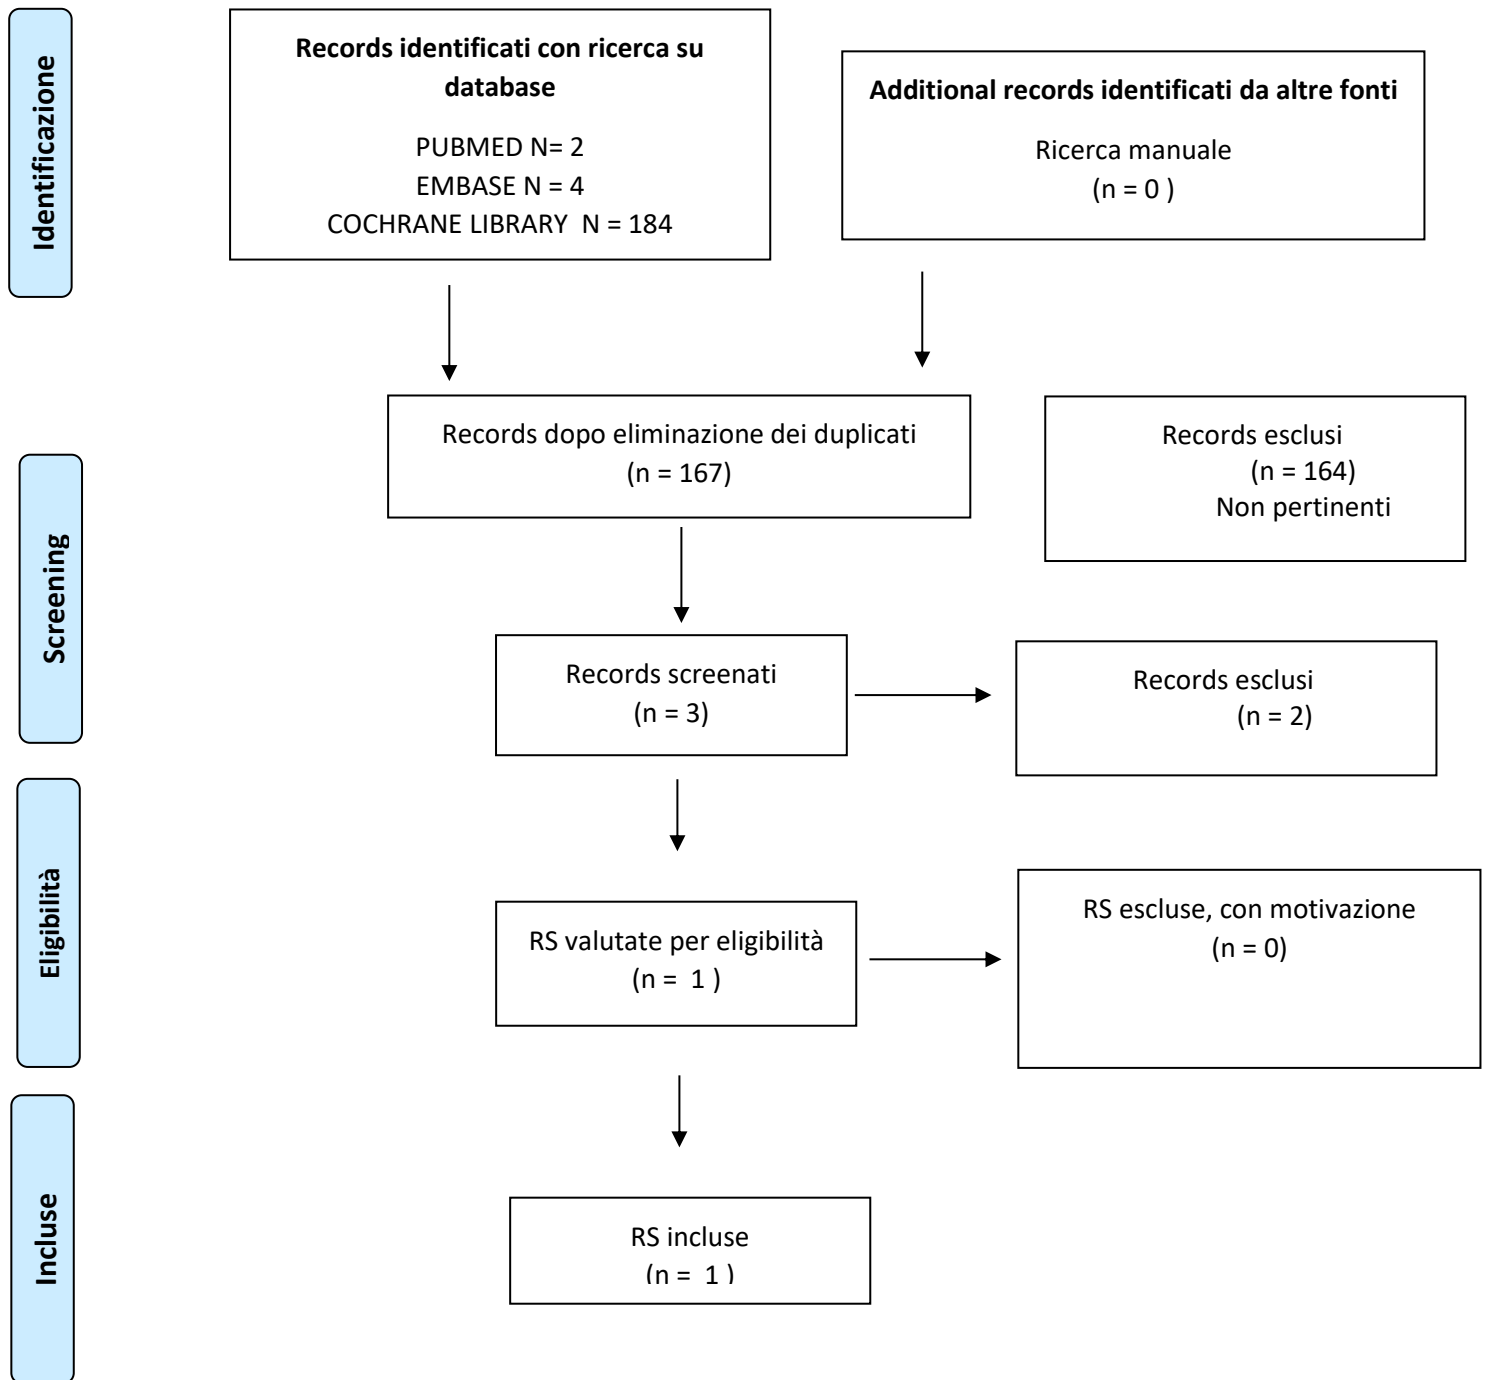 Identificazione
Records identificati con ricerca su
database
PUBMED N= 2
EMBASE N = 4
COCHRANE LIBRARY N = 184
Additional records identificati da altre fonti
Ricerca manuale
(n = 0 )
Screening
Records dopo eliminazione dei duplicati
(n = 167)
Records esclusi
(n = 164)
Non pertinenti
Records screenati
(n = 3)
Records esclusi
(n = 2)
Eligibilità
RS valutate per eligibilità
(n = 1 )
RS escluse, con motivazione
(n = 0)
Incluse
RS incluse
(n = 1 )